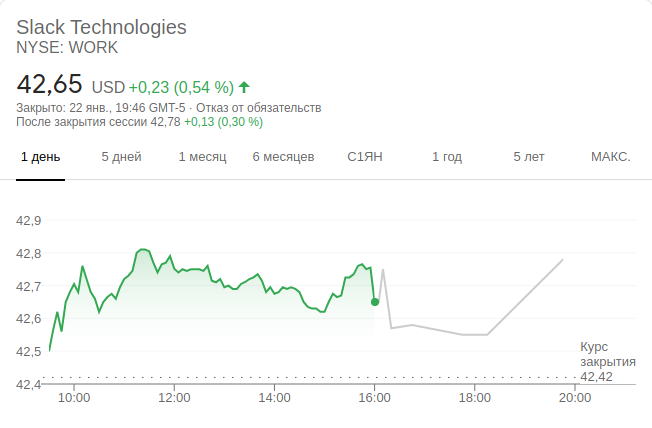 Slack Technologies
NYSE: WORK
42,65 USD +0,23 (0,54 %)
Закрыто: 22 янв., 19:46 GMT-5 · Отказ от обязательств
После закрытия сессии 42,78 +0,13 (0,30 %)
1 день 5 дней 1 месяц 6 месяцев С1ЯН 1 год 5 лет МАКС.
42,9
42,8
42,7
42,6
42,5
42,4
Курс
закрытия
42,42
10:00 12:00 14:00 16:00 18:00 20:00